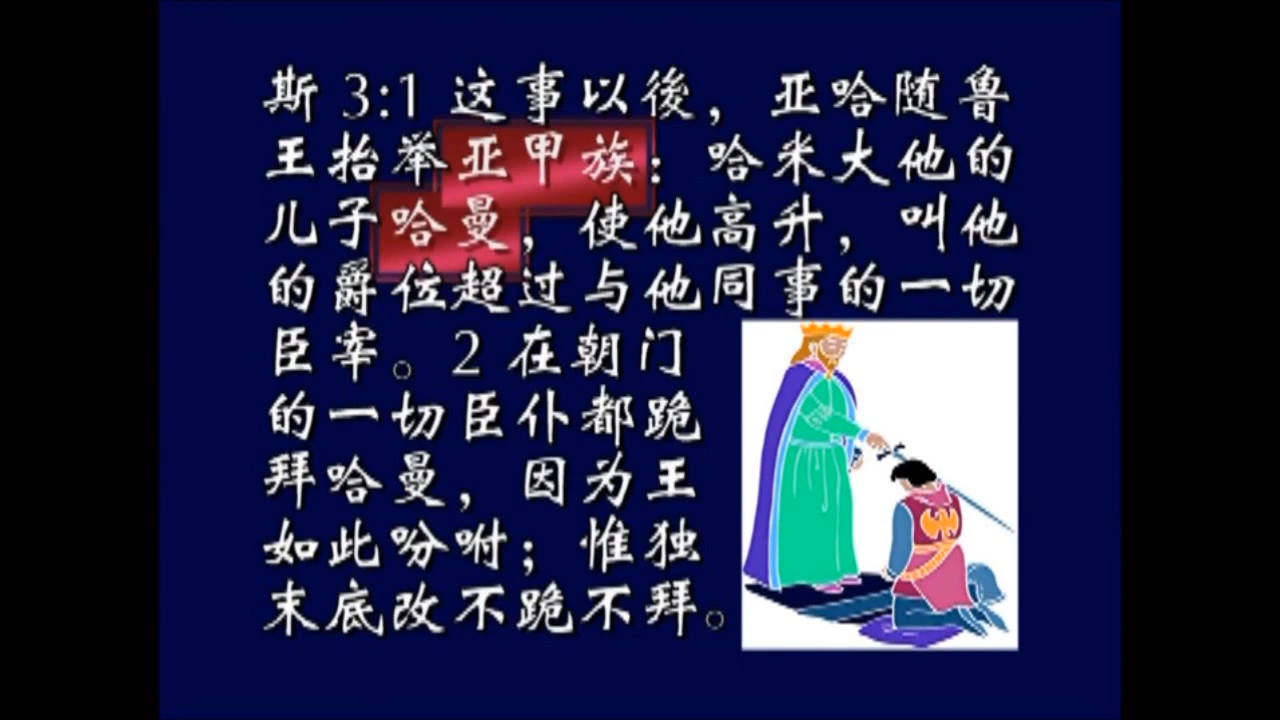 斯 3:1 这事以後，亚哈随鲁
王抬举亚甲族：哈米大他的
儿子哈曼，使他高升，叫他
的爵位超过与他同事的一切
臣宰。2 在朝门
的一切臣仆都跪
拜哈曼，因为王
如此吩咐；惟独
末底改不跪不拜。